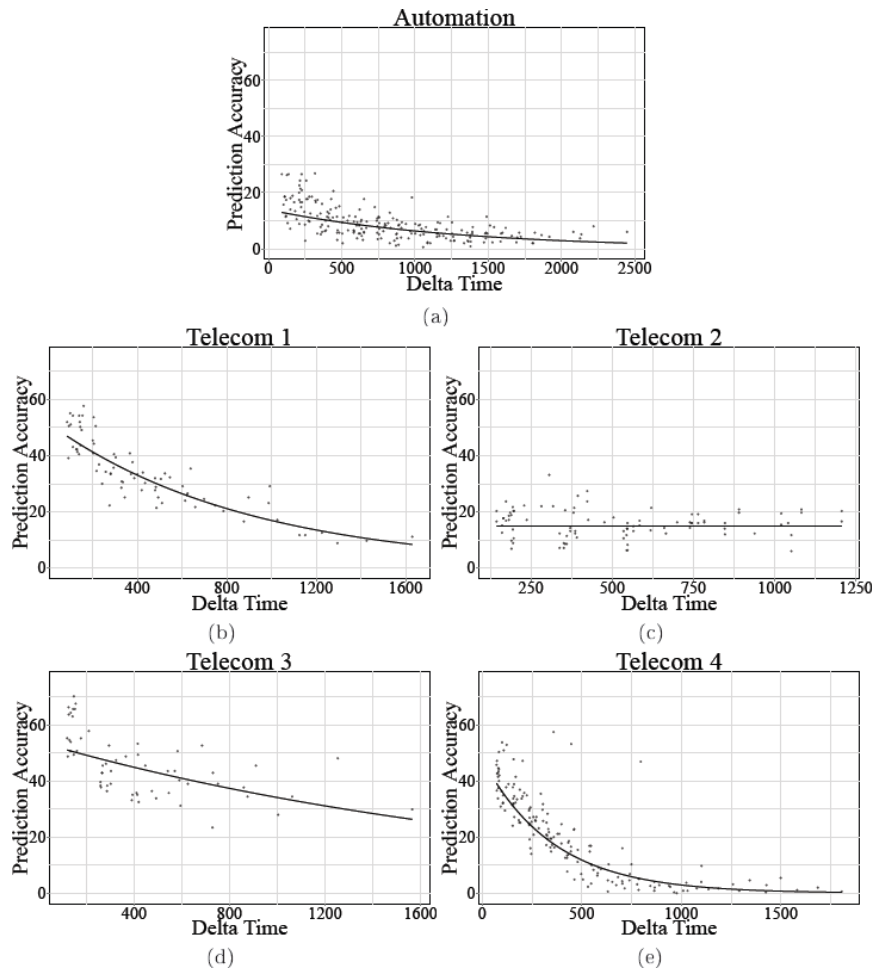 Automation
Prediction Accuracy
60
40
20
0
0 500 1000 1500 2000 2500
Delta Time
(a)
Telecom 1
Prediction Accuracy
60
40
20
0
400 800 1200 1600
Delta Time
(b)
Telecom 2
Prediction Accuracy
60
40
20
0
250 500 750 1000 1250
Delta Time
(c)
Telecom 3
Prediction Accuracy
60
40
20
0
400 800 1200 1600
Delta Time
(d)
Telecom 4
Prediction Accuracy
60
40
20
0
0 500 1000 1500
Delta Time
(e)